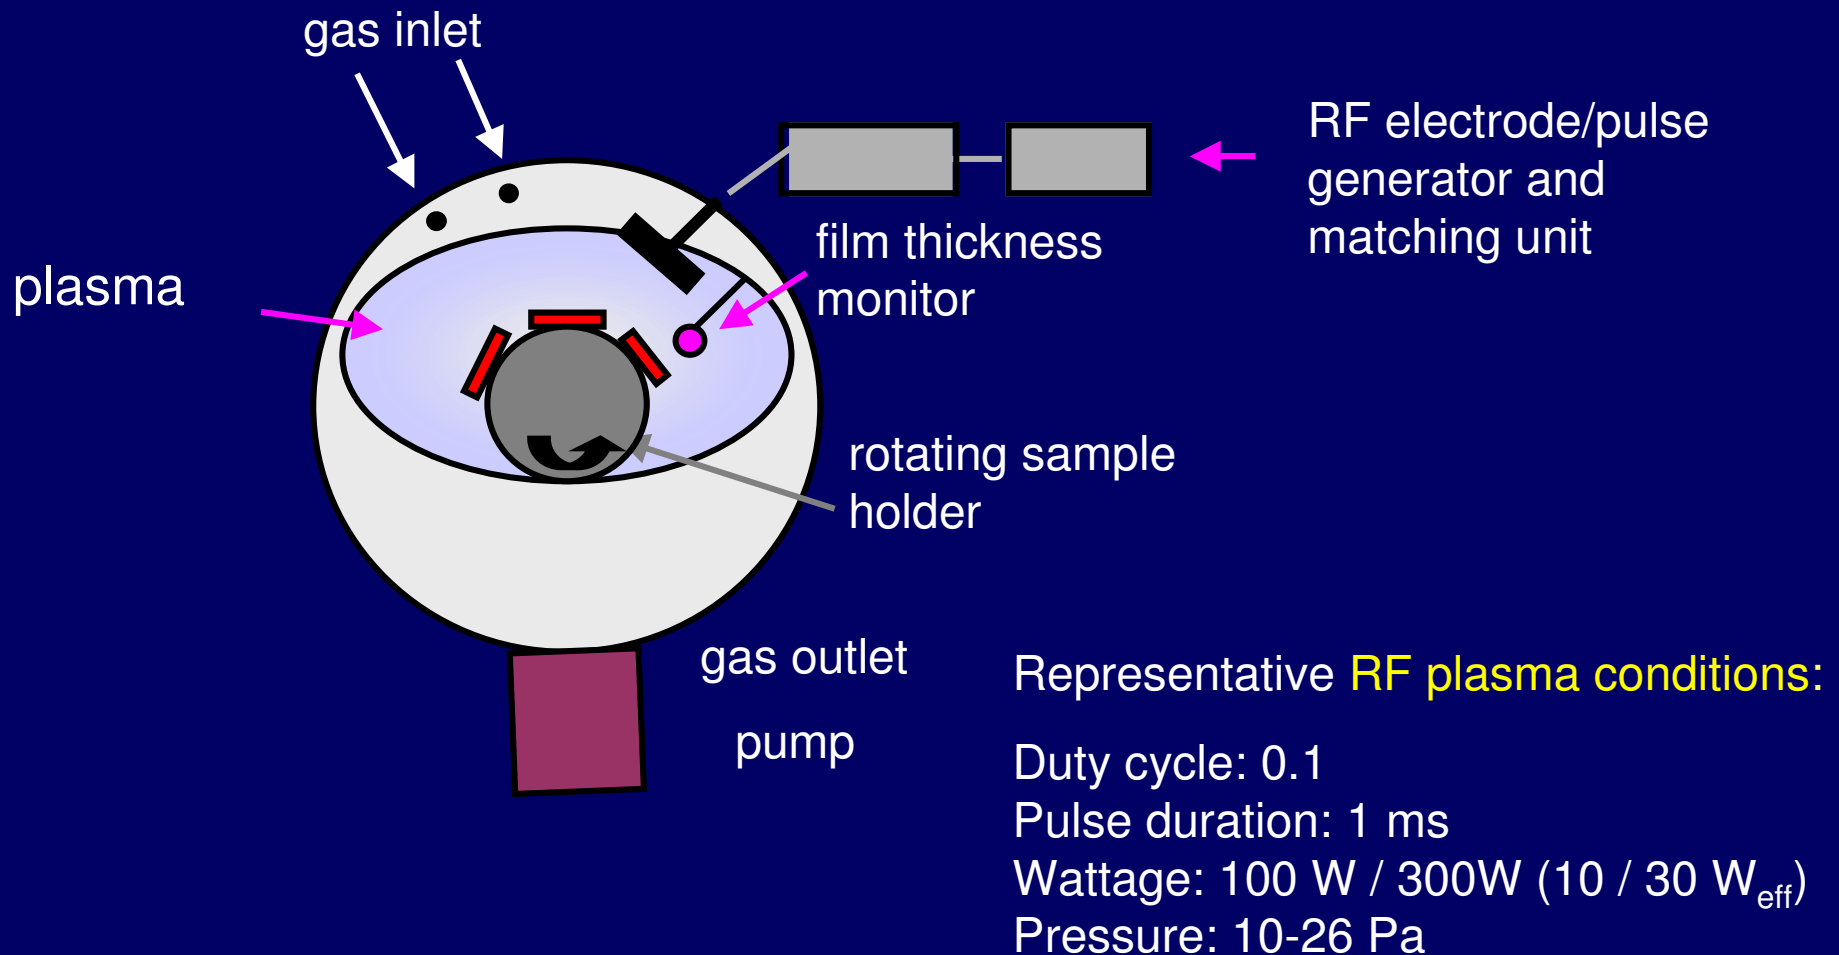 gas inlet
RF electrode/pulse
generator and
matching unit
film thickness
monitor
plasma
rotating sample
holder
gas outlet
pump
Representative RF plasma conditions:
Duty cycle: 0.1
Pulse duration: 1 ms
Wattage: 100 W / 300W (10 / 30 Weff)
Pressure: 10-26 Pa